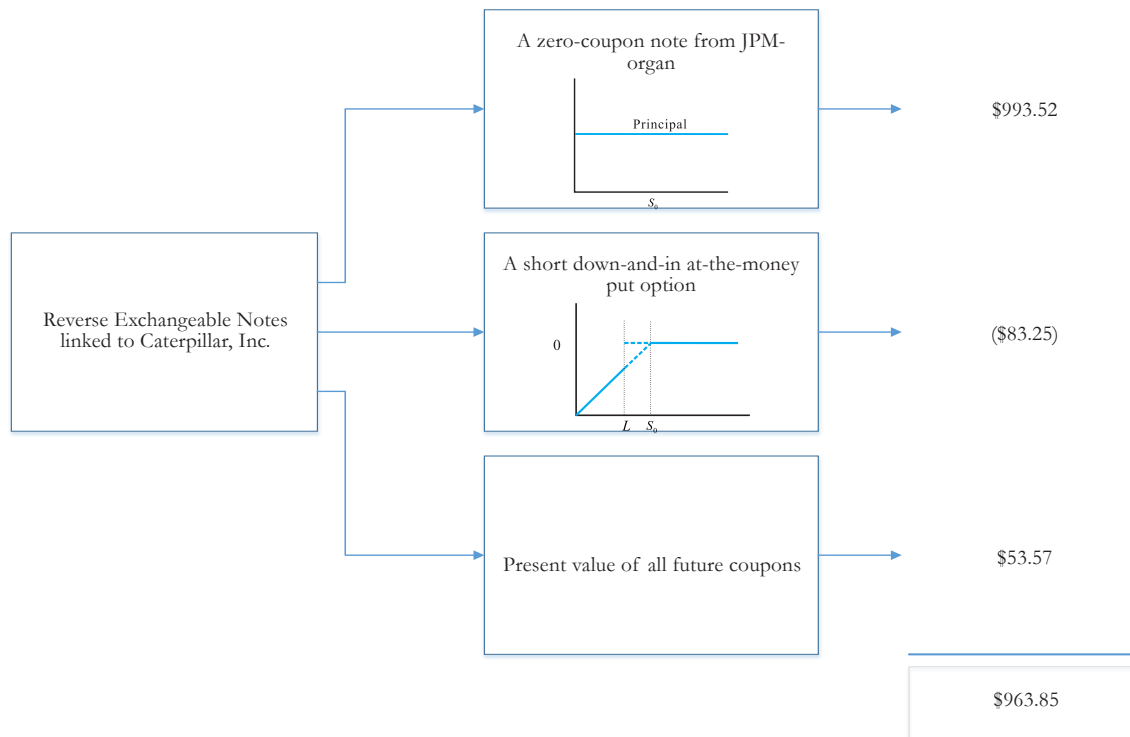 A zero-coupon note from JPM-
organ
Principal
S₀
$993.52
Reverse Exchangeable Notes
linked to Caterpillar, Inc.
A short down-and-in at-the-money
put option
0
L S₀
($83.25)
Present value of all future coupons
$53.57
$963.85